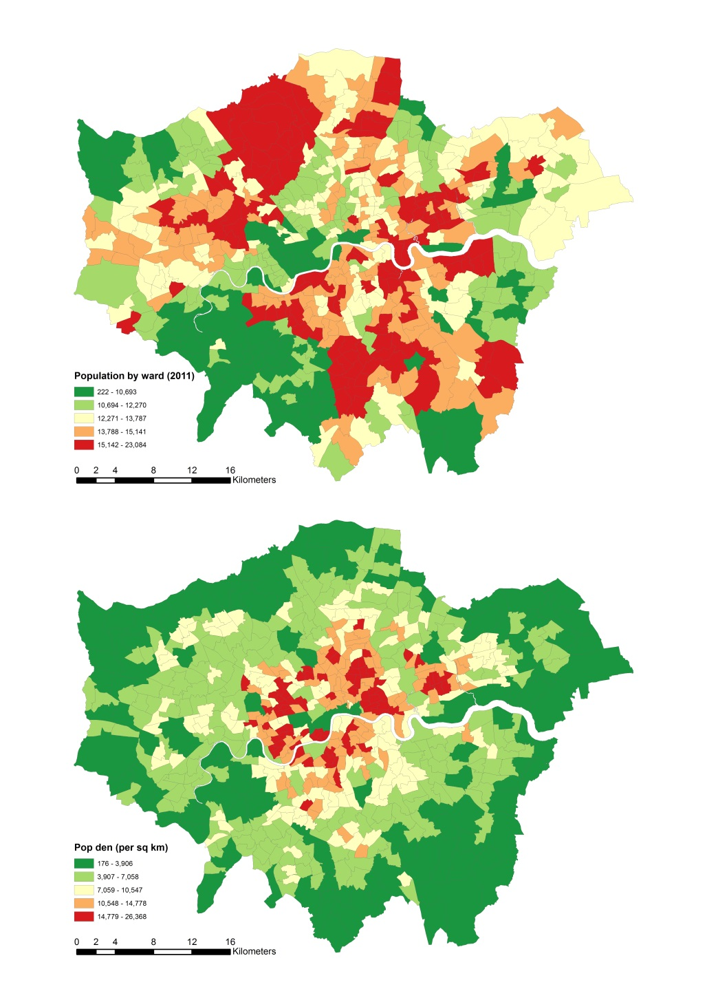 Population by ward (2011)
222 - 10,693
10,694 - 12,270
12,271 - 13,787
13,788 - 15,141
15,142 - 23,084
0 2 4 8 12 16
Kilometers
Pop den (per sq km)
176 - 3,906
3,907 - 7,058
7,059 - 10,547
10,548 - 14,778
14,779 - 26,368
0 2 4 8 12 16
Kilometers